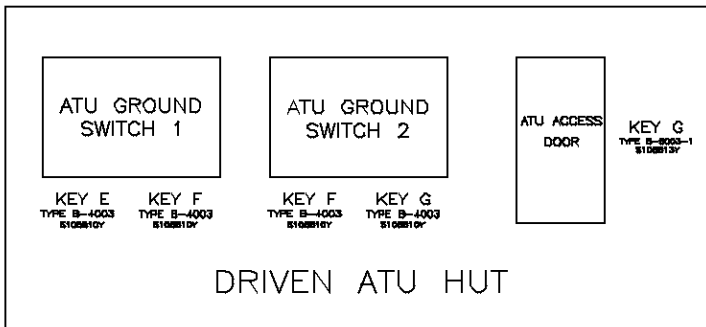 ATU GROUND
SWITCH 1
ATU GROUND
SWITCH 2
ATU ACCESS
DOOR
KEY G
KEY E
TYPE B-4003
KEY F
TYPE B-4003
KEY F
TYPE B-4003
KEY G
TYPE B-4003
DRIVEN ATU HUT